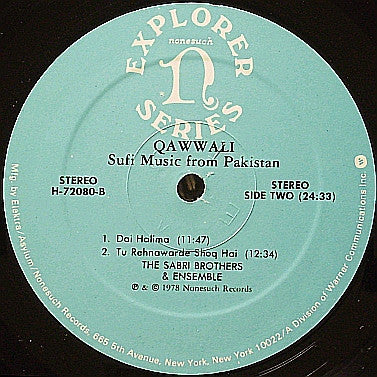 EXPLORER
nonesuch
n
SERIES
QAWWALI
Sufi Music from Pakistan
STEREO
H-72080-B
STEREO
SIDE TWO (24:33)
1. Dai Halima (11:47)
2. Tu Rahnawarde Shoq Hai (12:34)
THE SABRI BROTHERS
& ENSEMBLE
℗ & © 1978 Nonesuch Records
Mfg by Elektra/Asylum/Nonesuch Records, 665 5th Avenue, New York, New York 10022/A Division of Warner Communications Inc. W